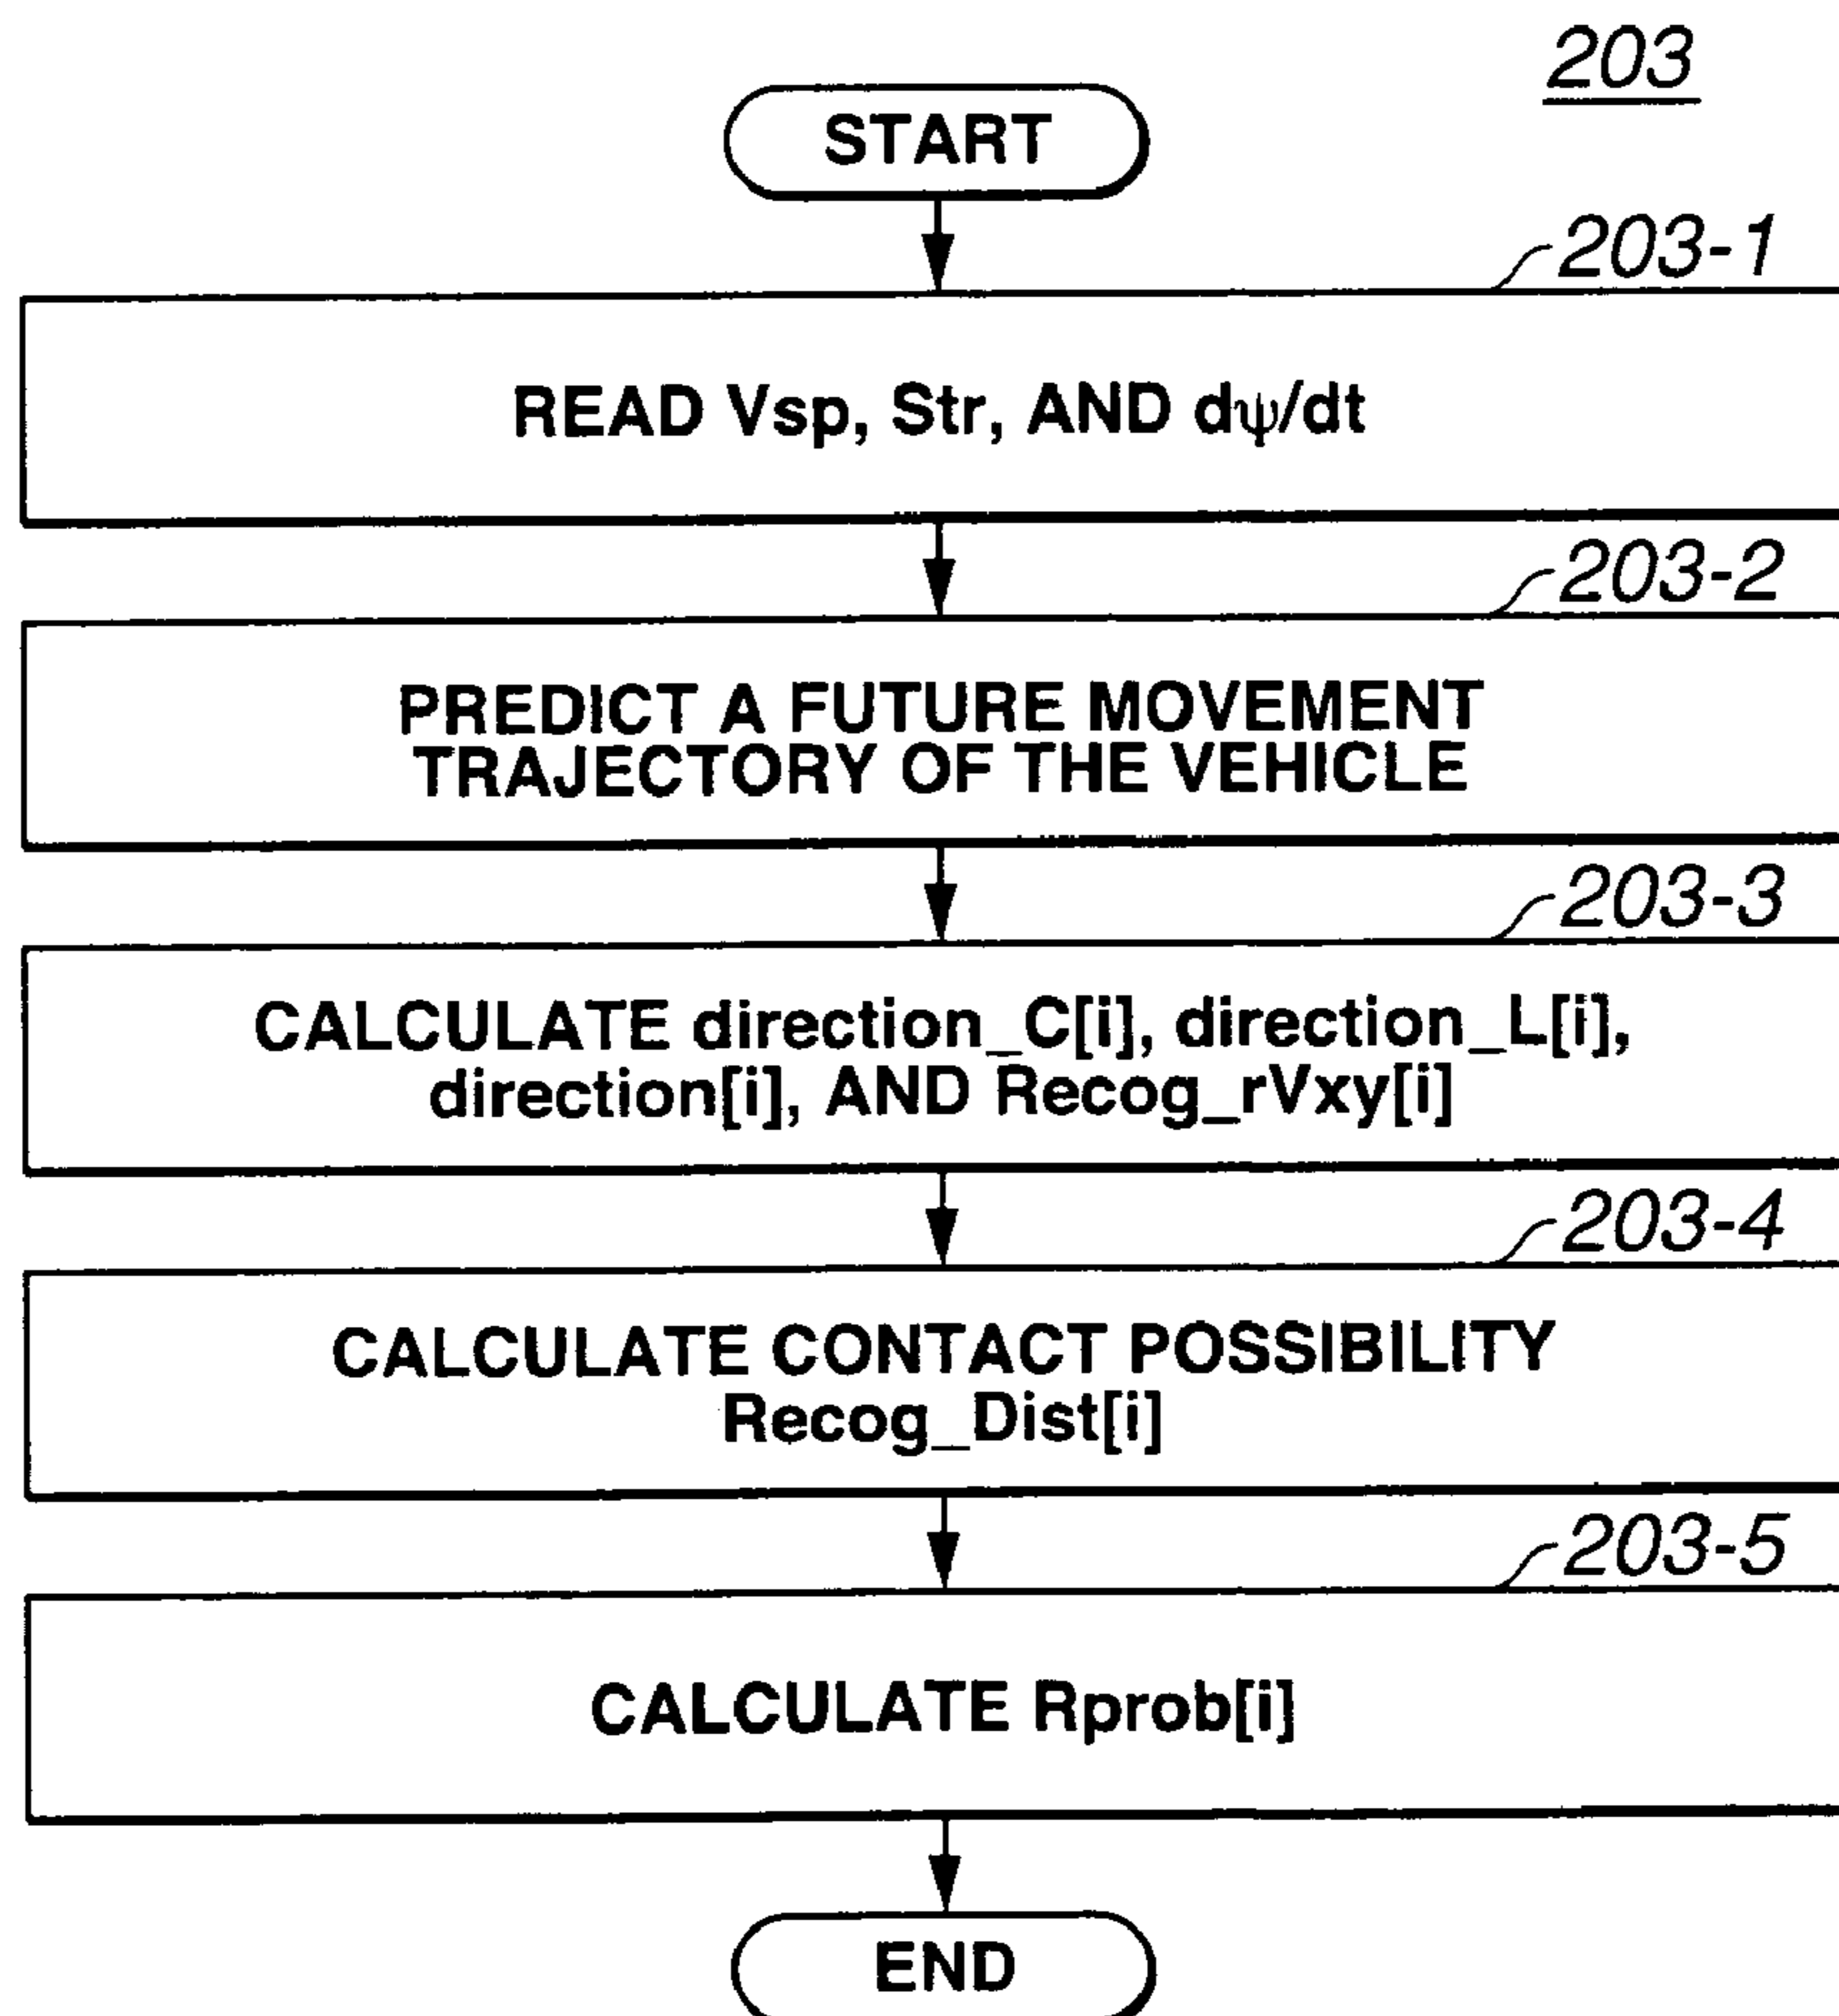 203
START
203-1
READ Vsp, Str, AND dψ/dt
203-2
PREDICT A FUTURE MOVEMENT
TRAJECTORY OF THE VEHICLE
203-3
CALCULATE direction_C[i], direction_L[i],
direction[i], AND Recog_rVxy[i]
203-4
CALCULATE CONTACT POSSIBILITY
Recog_Dist[i]
203-5
CALCULATE Rprob[i]
END